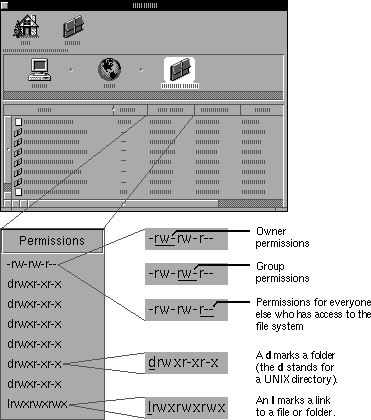 Permissions
-rw-rw-r--
drwxr-xr-x
drwxr-xr-x
drwxr-xr-x
drwxr-xr-x
drwxr-xr-x
drwxr-xr-x
lrwxrwxrwx
-rw-rw-r--
Owner
permissions
-rw-rw-r--
Group
permissions
-rw-rw-r--
Permissions for everyone
else who has access to the
file system
drwxr-xr-x
A d marks a folder
(the d stands for
a UNIX directory).
lrwxrwxrwx
An l marks a link
to a file or folder.